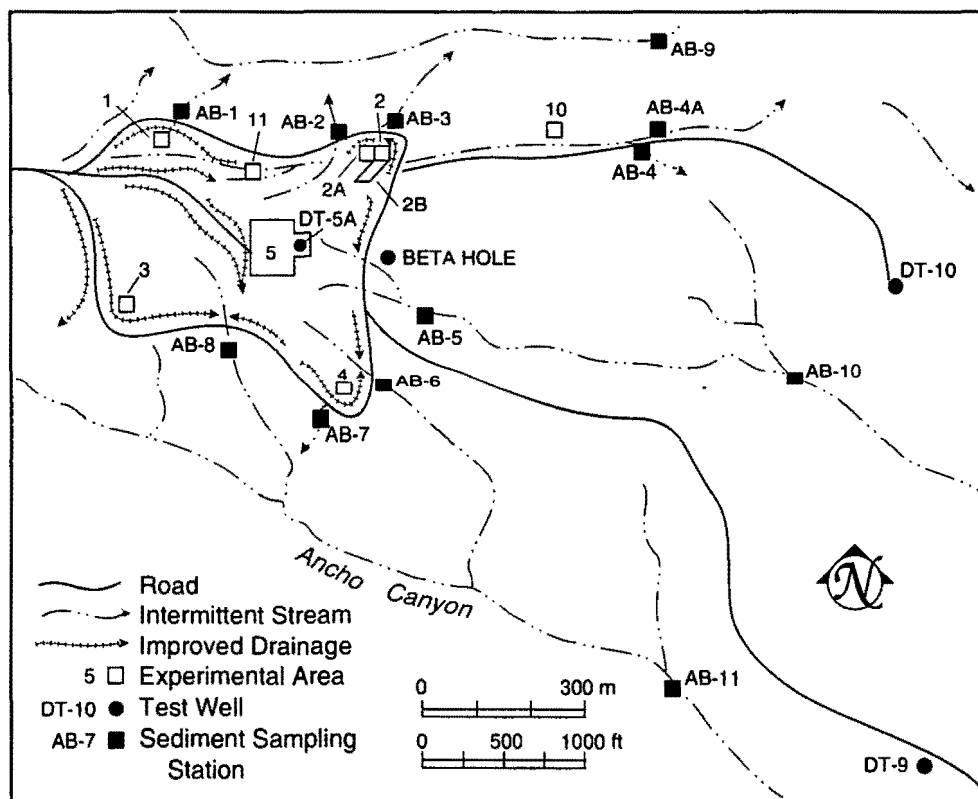 AB-9
1
AB-1
11
AB-2
2
AB-3
10
AB-4A
2A
AB-4
2B
DT-5A
5
BETA HOLE
3
DT-10
AB-5
AB-8
4
AB-6
AB-10
AB-7
Ancho Canyon
N
Road
Intermittent Stream
Improved Drainage
5 Experimental Area
DT-10 Test Well
AB-7 Sediment Sampling
Station
0 300 m
0 500 1000 ft
AB-11
DT-9